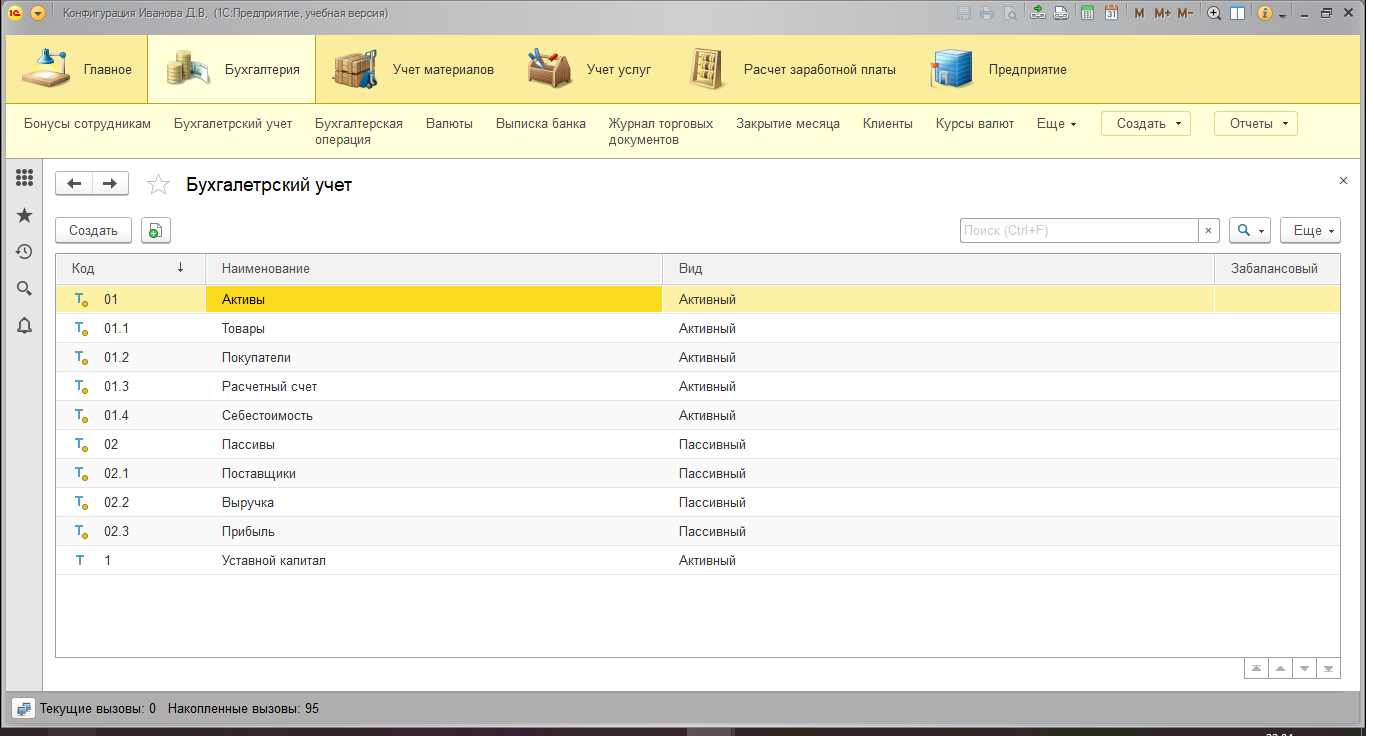 Конфигурация Иванова Д.В, (1С:Предприятие, учебная версия)
31 M M+ M-
Главное Бухгалтерия Учет материалов Учет услуг Расчет заработной платы Предприятие
Бонусы сотрудникам Бухгалетрский учет Бухгалтерская операция Валюты Выписка банка Журнал торговых документов Закрытие месяца Клиенты Курсы валют Еще Создать Отчеты
Бухгалетрский учет
Создать Поиск (Ctrl+F) × Еще
Код Наименование Вид Забалансовый
01 Активы Активный
01.1 Товары Активный
01.2 Покупатели Активный
01.3 Расчетный счет Активный
01.4 Себестоимость Активный
02 Пассивы Пассивный
02.1 Поставщики Пассивный
02.2 Выручка Пассивный
02.3 Прибыль Пассивный
1 Уставной капитал Активный
Текущие вызовы: 0 Накопленные вызовы: 95